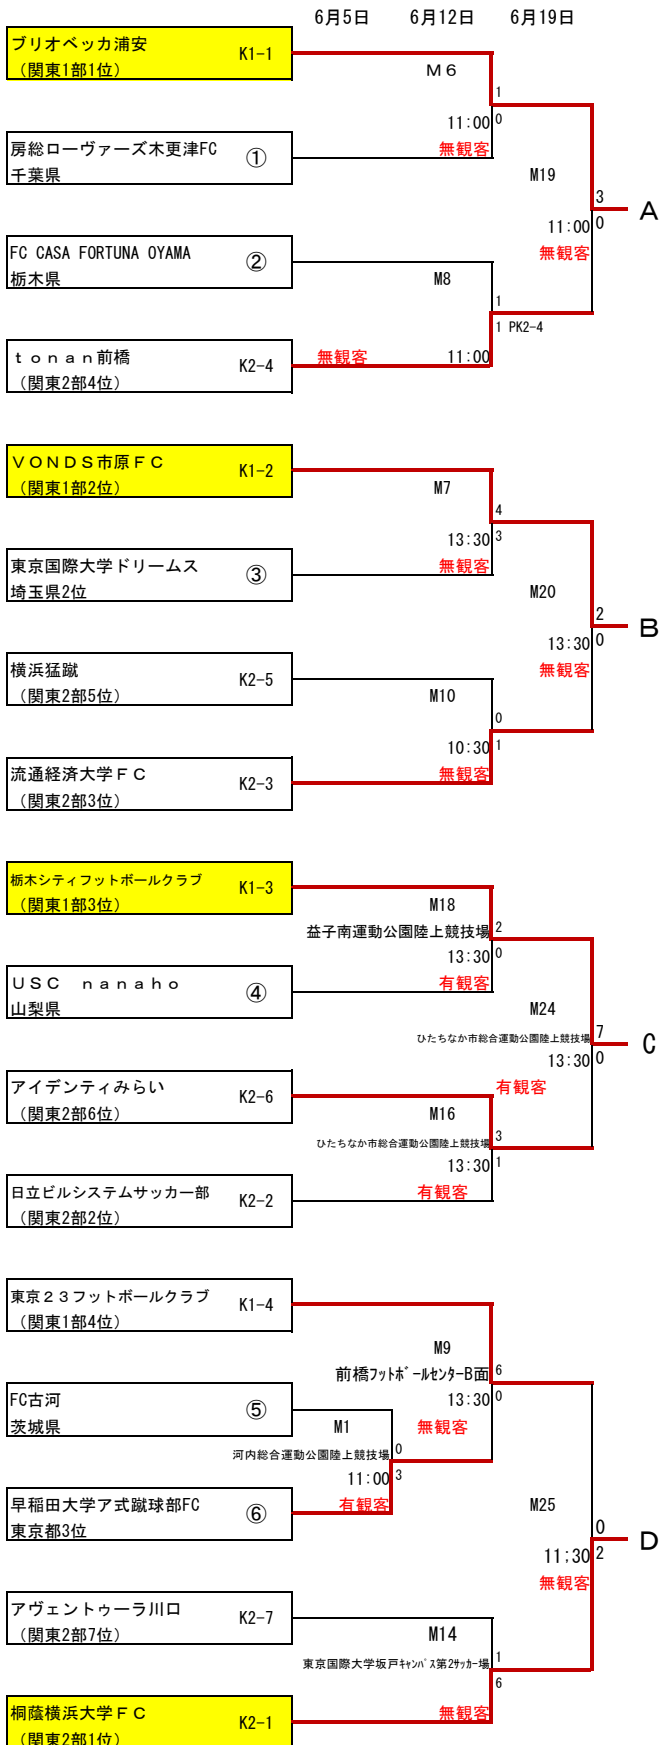 6月5日 6月12日 6月19日
ブリオベッカ浦安
（関東1部1位）
K1-1
M6
1
11:00 0
無観客
房総ローヴァーズ木更津FC
千葉県
①
M19
3
A
11:00 0
無観客
FC CASA FORTUNA OYAMA
栃木県
②
M8
1
1 PK2-4
tonan前橋
（関東2部4位）
K2-4
無観客
11:00
VONDS市原FC
（関東1部2位）
K1-2
M7
4
13:30 3
無観客
東京国際大学ドリームス
埼玉県2位
③
M20
2
B
13:30 0
無観客
横浜猛蹴
（関東2部5位）
K2-5
M10
0
10:30 1
無観客
流通経済大学FC
（関東2部3位）
K2-3
栃木シティフットボールクラブ
（関東1部3位）
K1-3
M18
益子南運動公園陸上競技場 2
13:30 0
有観客
USC nanaho
山梨県
④
M24
ひたちなか市総合運動公園陸上競技場 7
C
13:30 0
有観客
アイデンティみらい
（関東2部6位）
K2-6
M16
ひたちなか市総合運動公園陸上競技場 3
13:30 1
有観客
日立ビルシステムサッカー部
（関東2部2位）
K2-2
東京23フットボールクラブ
（関東1部4位）
K1-4
M9
前橋フットボールセンターB面 6
13:30 0
無観客
FC古河
茨城県
⑤
M1
河内総合運動公園陸上競技場 0
11:00 3
有観客
早稲田大学ア式蹴球部FC
東京都3位
⑥
M25
0
D
11;30 2
無観客
アヴェントゥーラ川口
（関東2部7位）
K2-7
M14
東京国際大学坂戸キャンパス第2サッカー場 1
6
無観客
桐蔭横浜大学FC
（関東2部1位）
K2-1